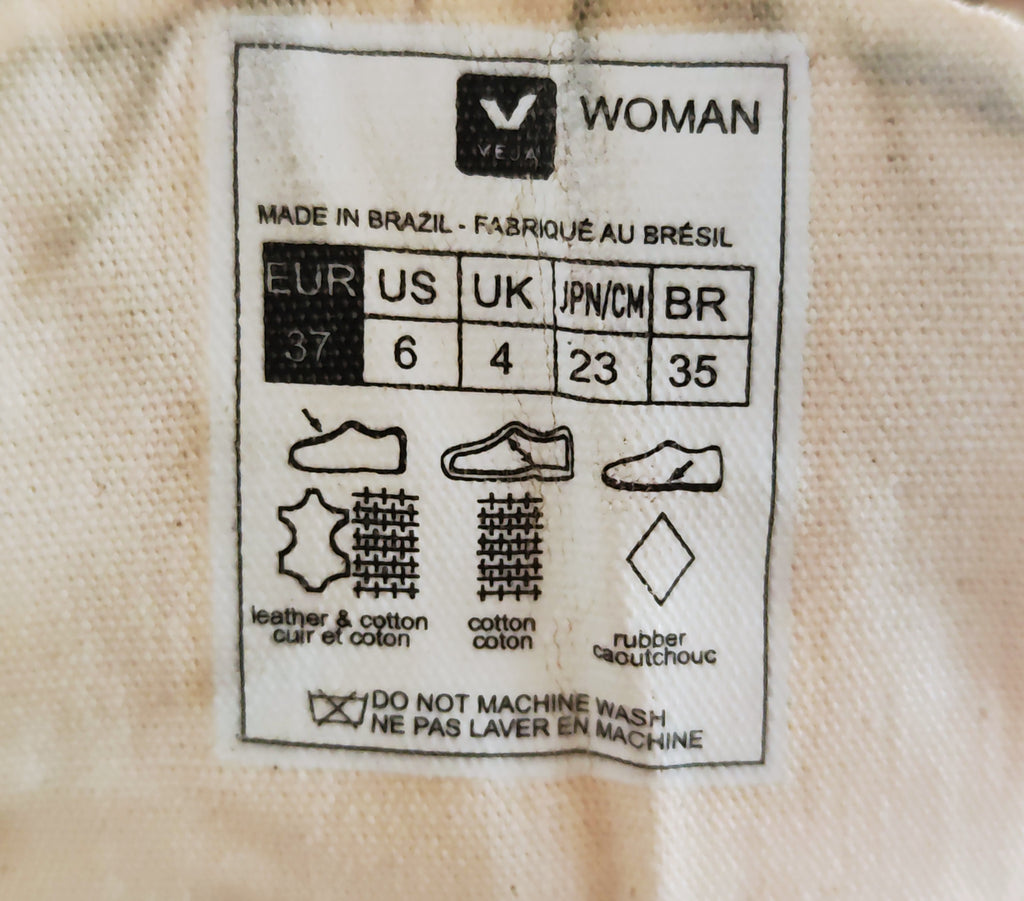 V
VEJA
WOMAN
MADE IN BRAZIL - FABRIQUÉ AU BRÉSIL
EUR US UK JPN/CM BR
37 6 4 23 35
leather & cotton
cuir et coton
cotton
coton
rubber
caoutchouc
DO NOT MACHINE WASH
NE PAS LAVER EN MACHINE